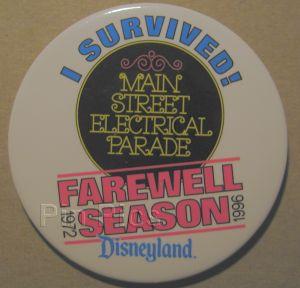 I SURVIVED!
MAIN
STREET
ELECTRICAL
PARADE
FAREWELL
1972 SEASON 1996
Disneyland